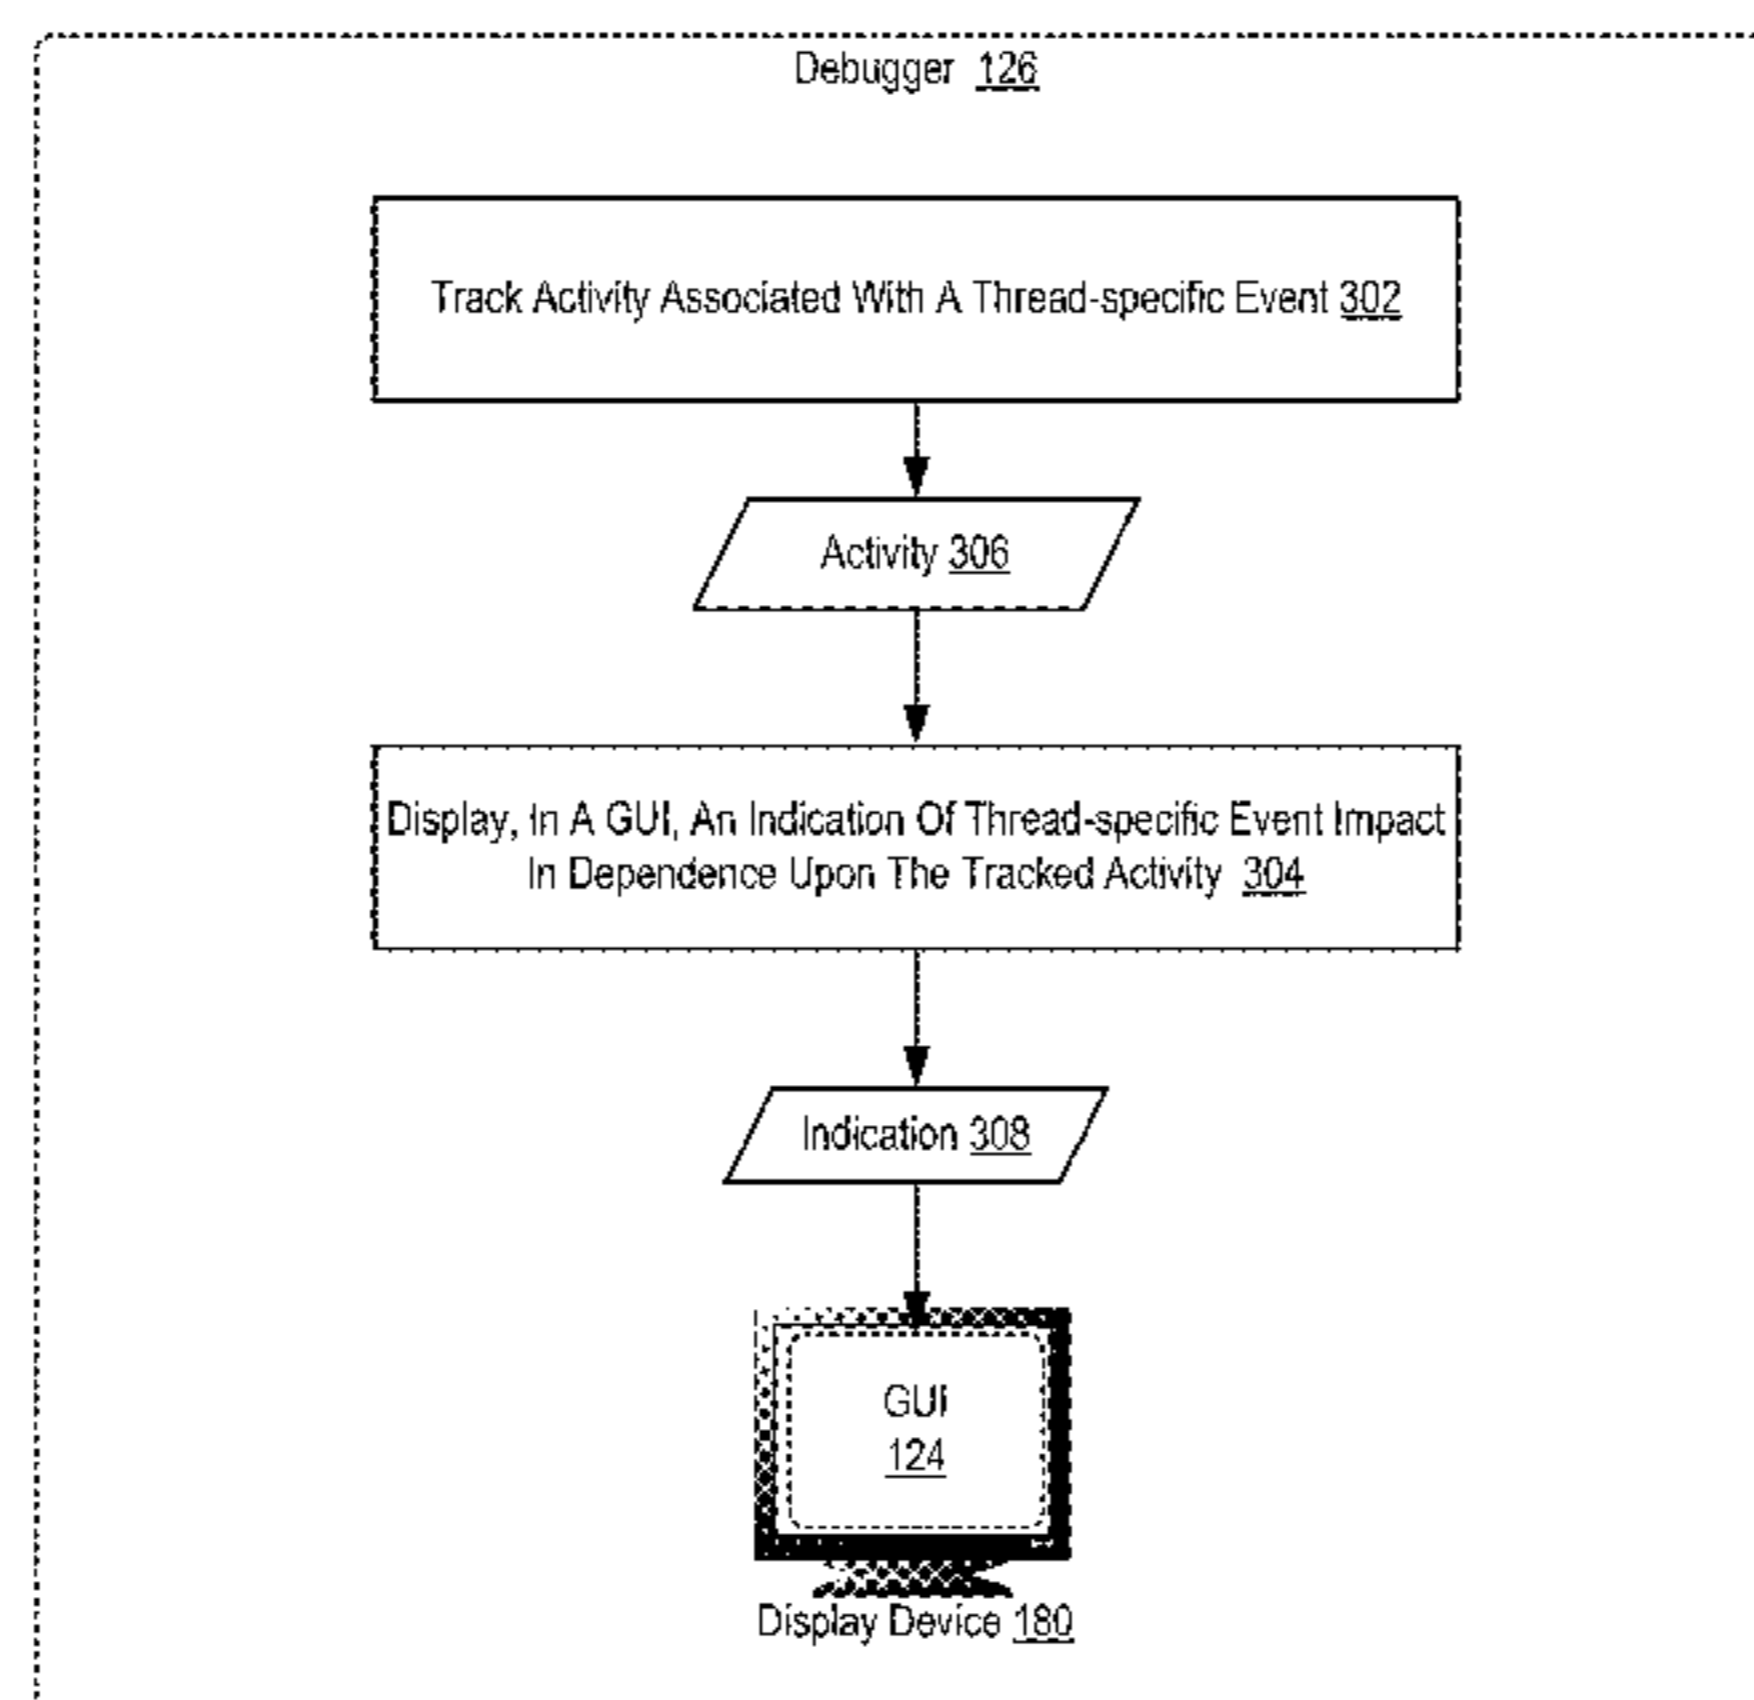 Debugger 126
Track Activity Associated With A Thread-specific Event 302
Activity 306
Display, In A GUI, An Indication Of Thread-specific Event Impact
In Dependence Upon The Tracked Activity 304
Indication 308
GUI
124
Display Device 180